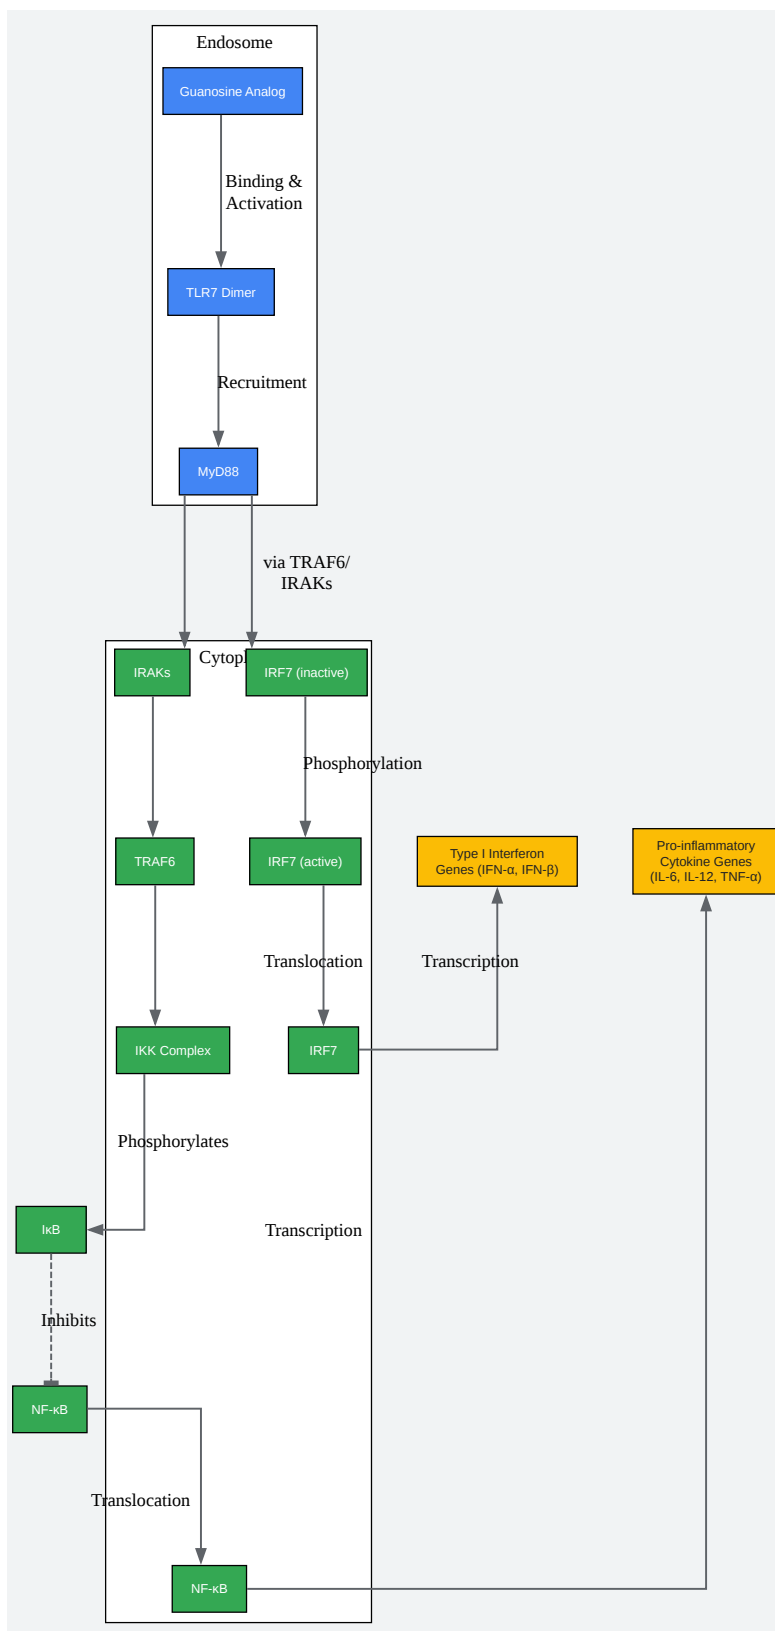 Endosome
Guanosine Analog
Binding &
Activation
TLR7 Dimer
Recruitment
MyD88
via TRAF6/
IRAKs
IRAKs
IRF7 (inactive)
Phosphorylation
TRAF6
IRF7 (active)
Type I Interferon
Genes (IFN-α, IFN-β)
Pro-inflammatory
Cytokine Genes
(IL-6, IL-12, TNF-α)
Translocation
Transcription
IKK Complex
IRF7
Phosphorylates
IκB
Transcription
Inhibits
NF-κB
Translocation
NF-κB